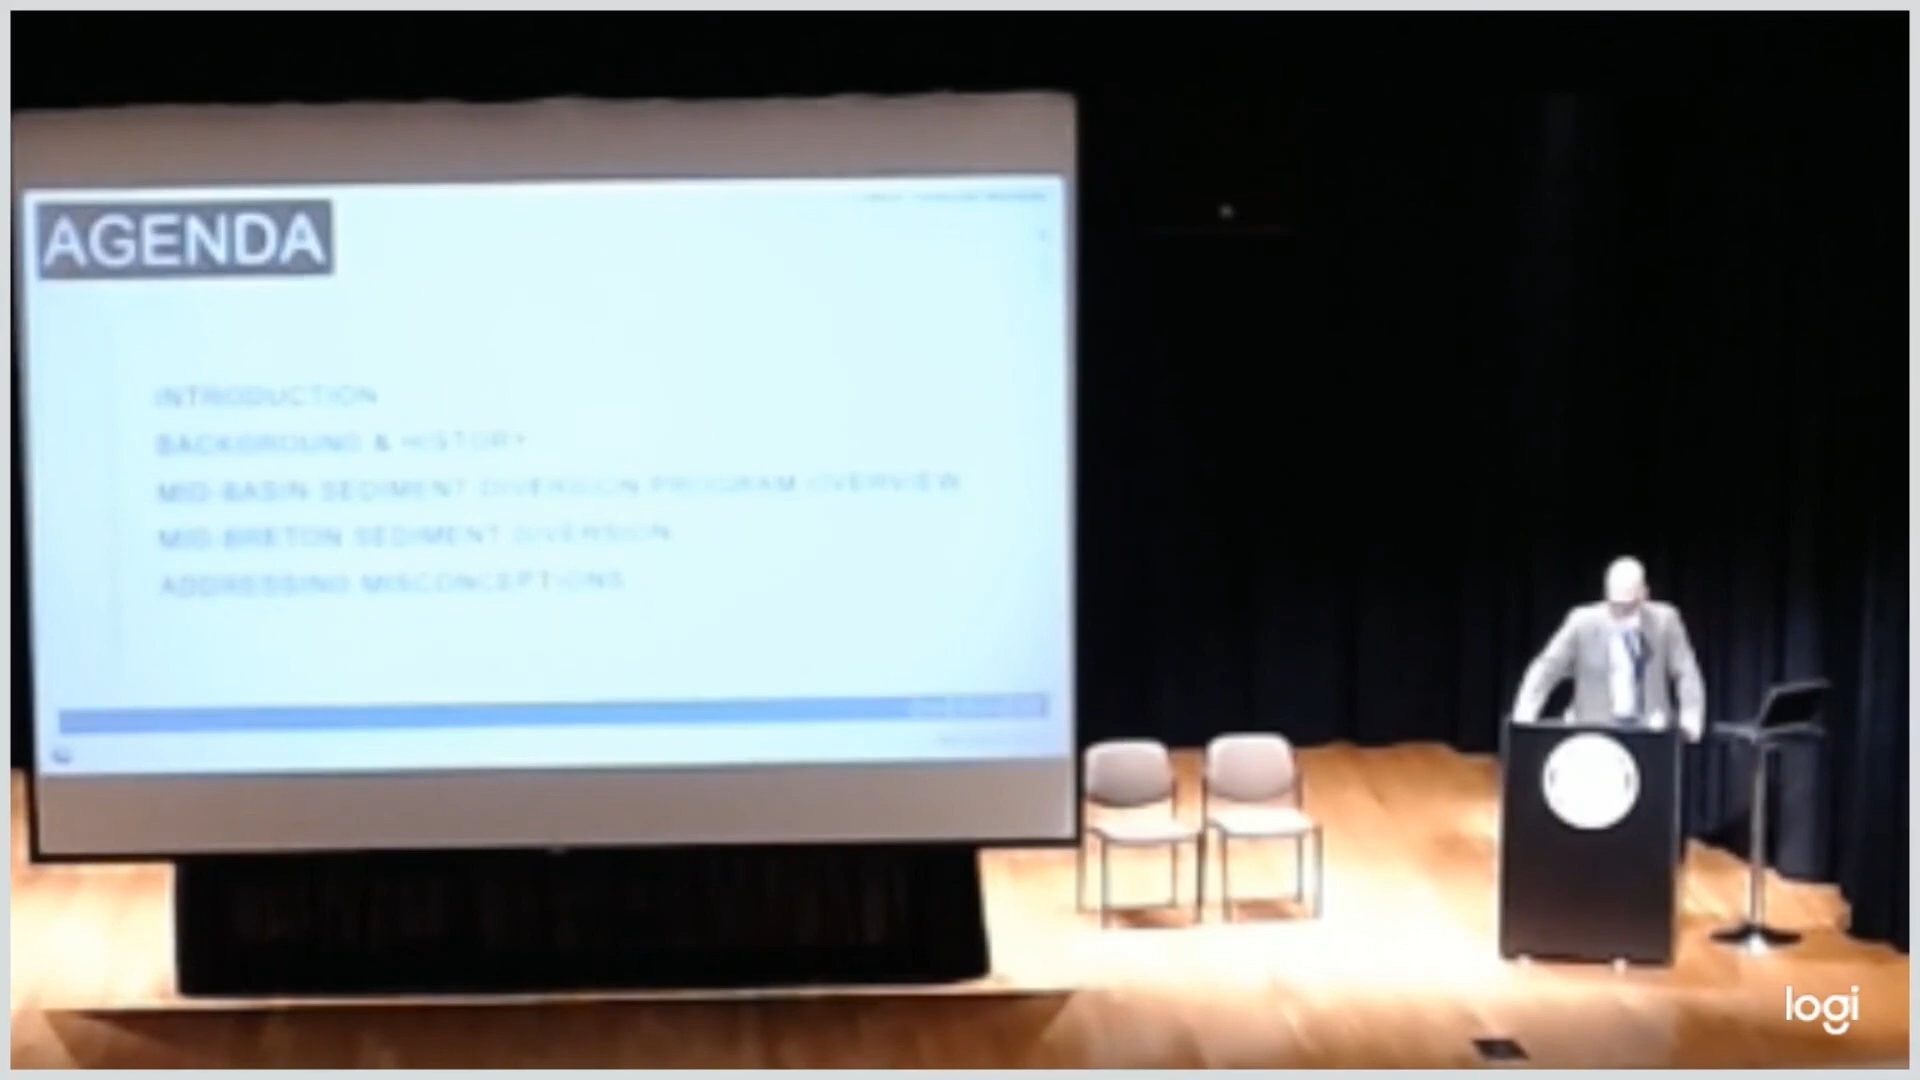 AGENDA
INTRODUCTION
BACKGROUND & HISTORY
MID-BASIN SEDIMENT DIVERSION PROGRAM OVERVIEW
MID-BRETON SEDIMENT DIVERSION
ADDRESSING MISCONCEPTIONS
logi